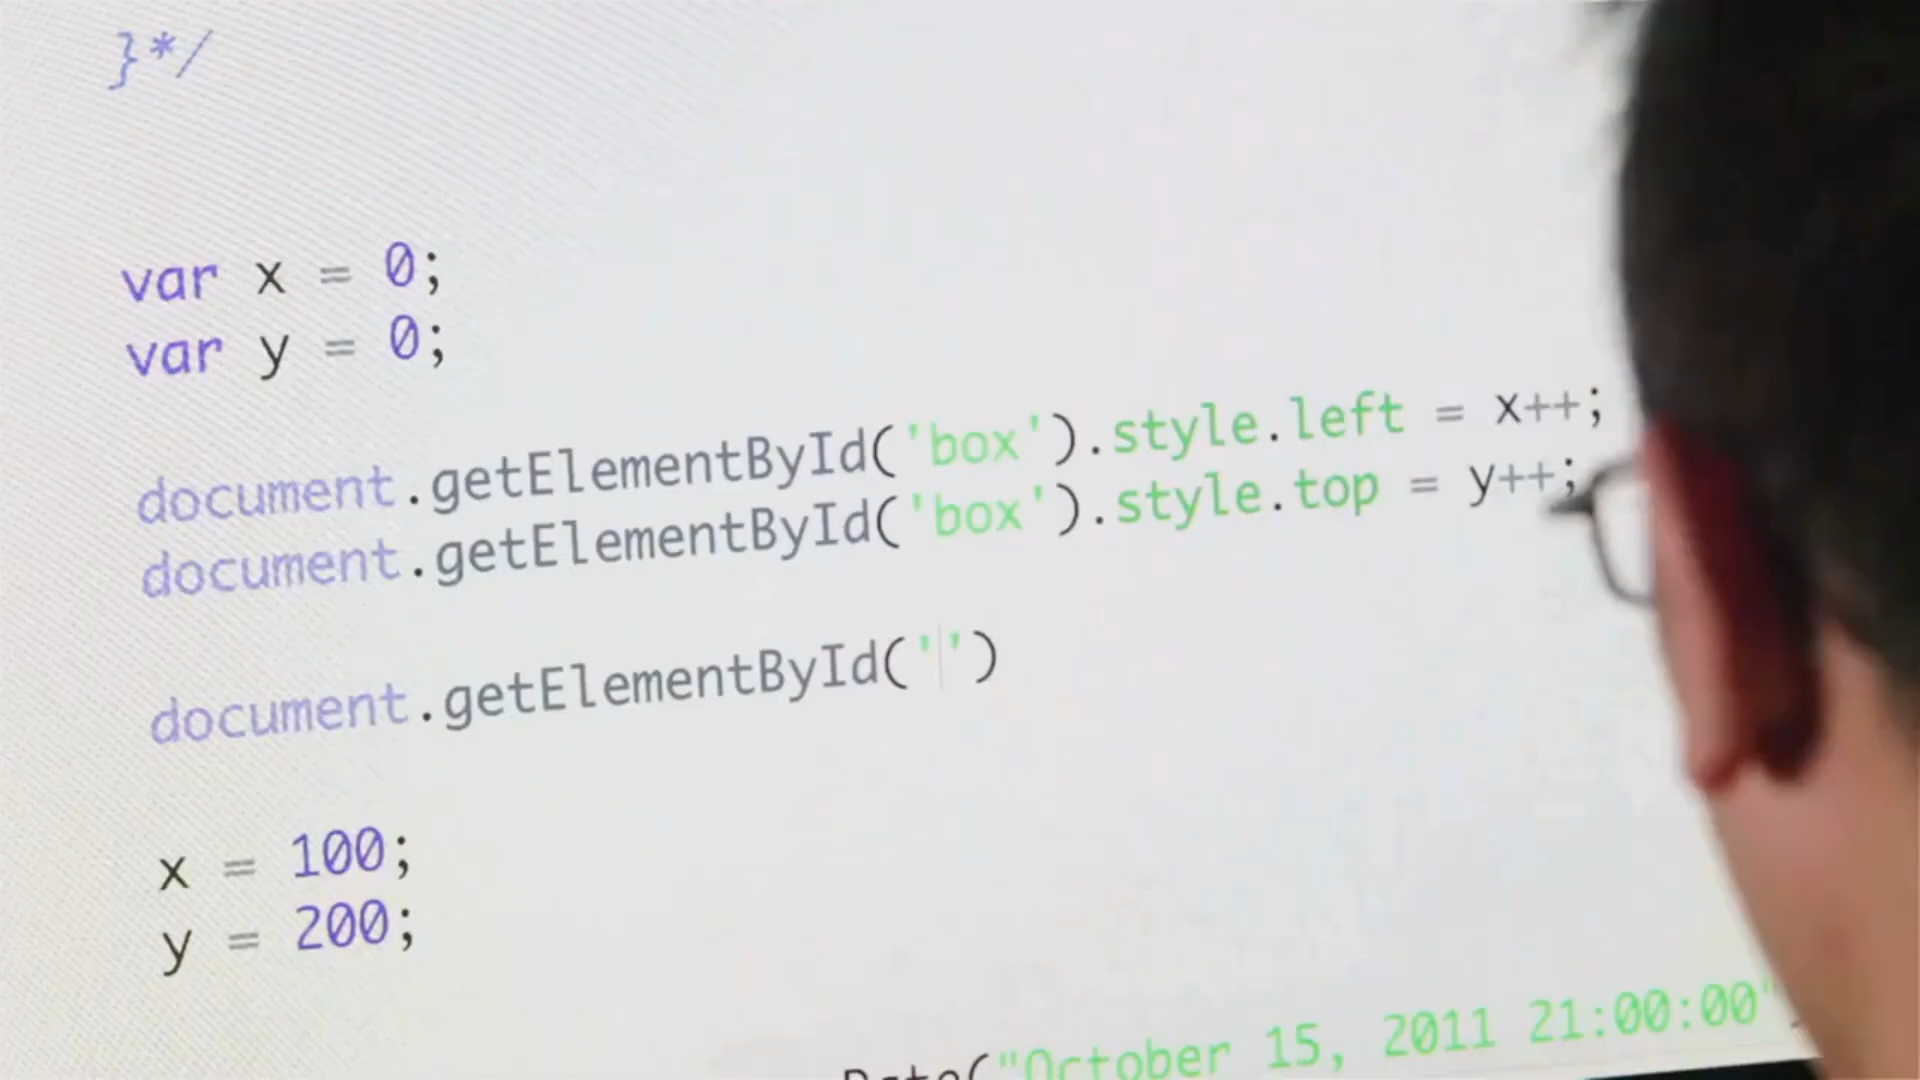 }*/
var x = 0;
var y = 0;
document.getElementById('box').style.left = x++;
document.getElementById('box').style.top = y++;
document.getElementById('')
x = 100;
y = 200;
Date("October 15, 2011 21:00:00"